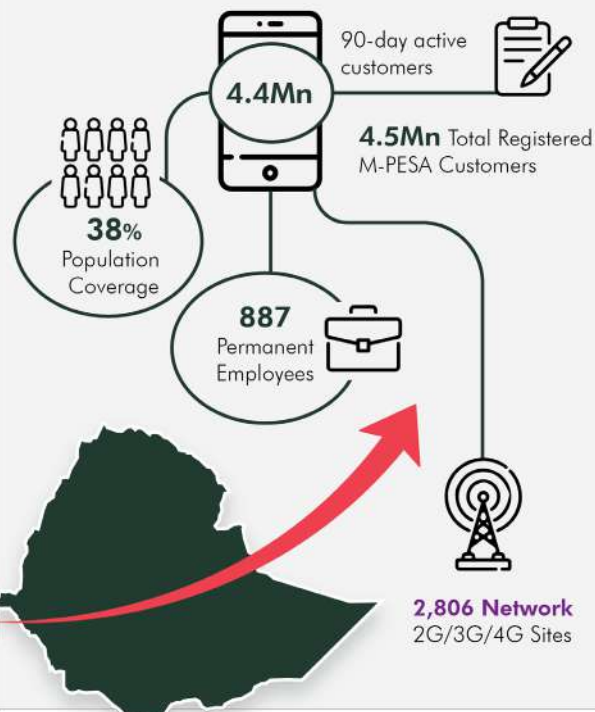 4.4Mn
90-day active
customers
4.5Mn Total Registered
M-PESA Customers
38%
Population
Coverage
887
Permanent
Employees
2,806 Network
2G/3G/4G Sites